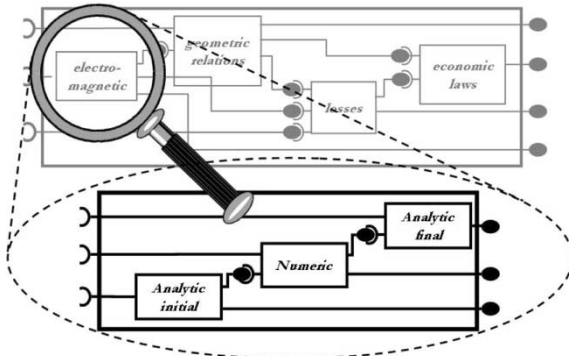 geometric
relations
electro-
magnetic
economic
laws
losses
Analytic
final
Numeric
Analytic
initial